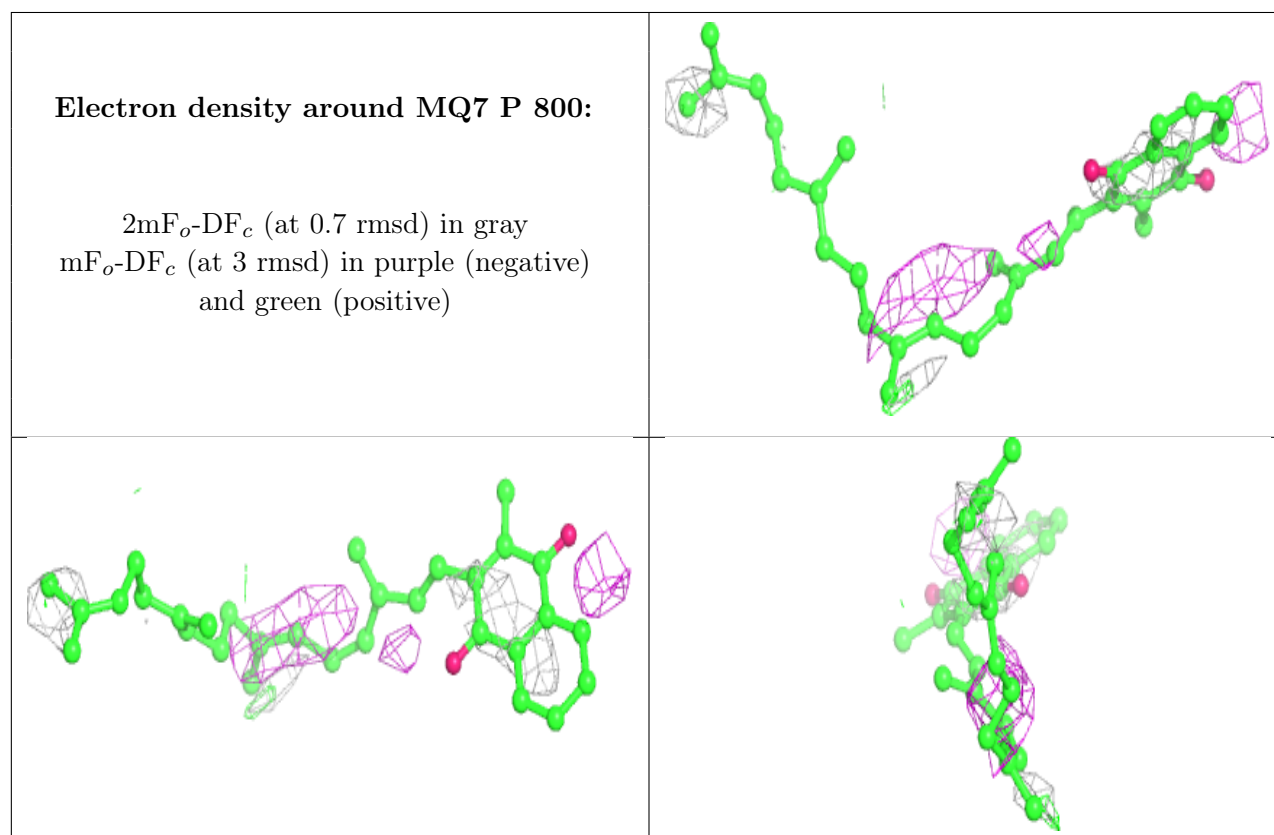 Electron density around MQ7 P 800:
2mFo-DFc (at 0.7 rmsd) in gray
mFo-DFc (at 3 rmsd) in purple (negative)
and green (positive)